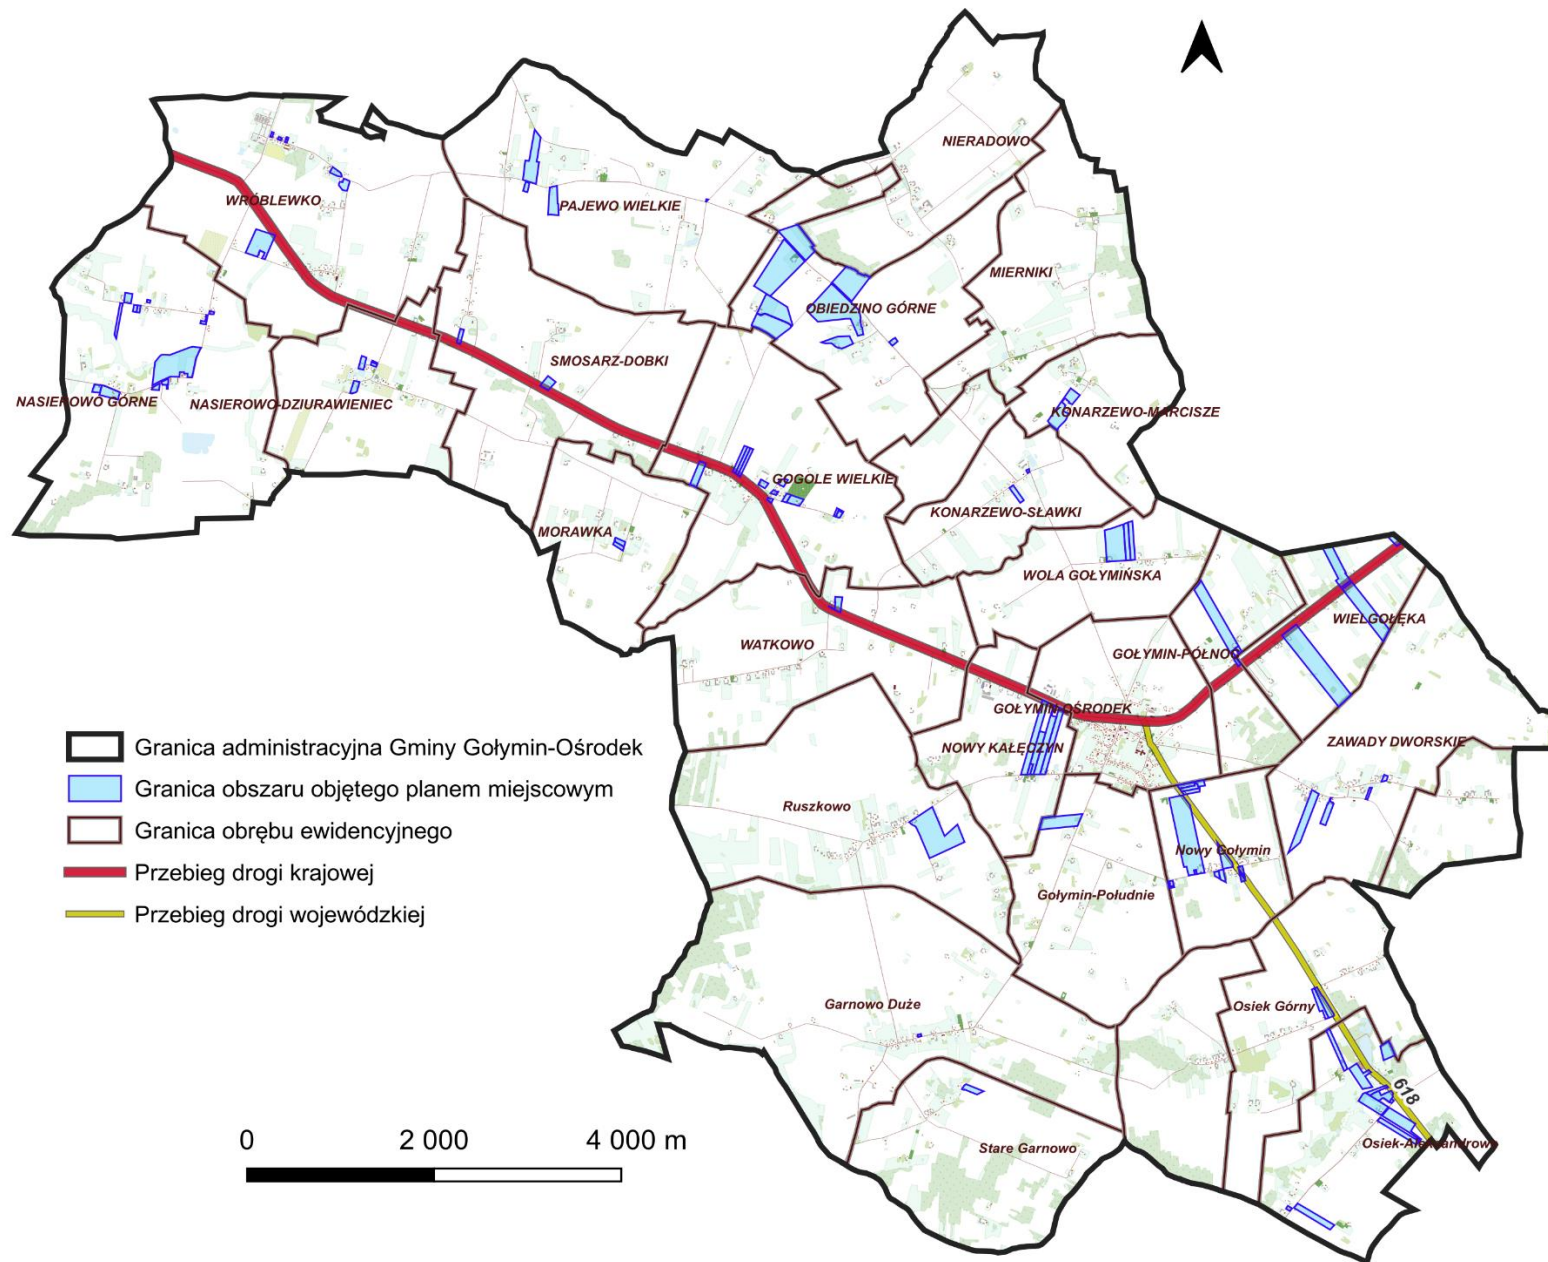 NIERADOWO
WRÓBLEWKO
PAJEWO WIELKIE
MIERNIKI
OBIEDZINO GÓRNE
SMOSARZ-DOBKI
NASIEROWO GÓRNE
NASIEROWO-DZIURAWIENIEC
KONARZEWO-MARCISZE
GOGOLE WIELKIE
KONARZEWO-SŁAWKI
MORAWKA
WOLA GOŁYMIŃSKA
WIELGOŁĘKA
WATKOWO
GOŁYMIN-PÓŁNOC
GOŁYMIN-OŚRODEK
NOWY KAŁĘCZYN
ZAWADY DWORSKIE
Granica administracyjna Gminy Gołymin-Ośrodek
Granica obszaru objętego planem miejscowym
Granica obrębu ewidencyjnego
Przebieg drogi krajowej
Przebieg drogi wojewódzkiej
Ruszkowo
Nowy Gołymin
Gołymin-Południe
Garnowo Duże
Osiek Górny
618
Stare Garnowo
Osiek-Aleksandrowo
0 2 000 4 000 m